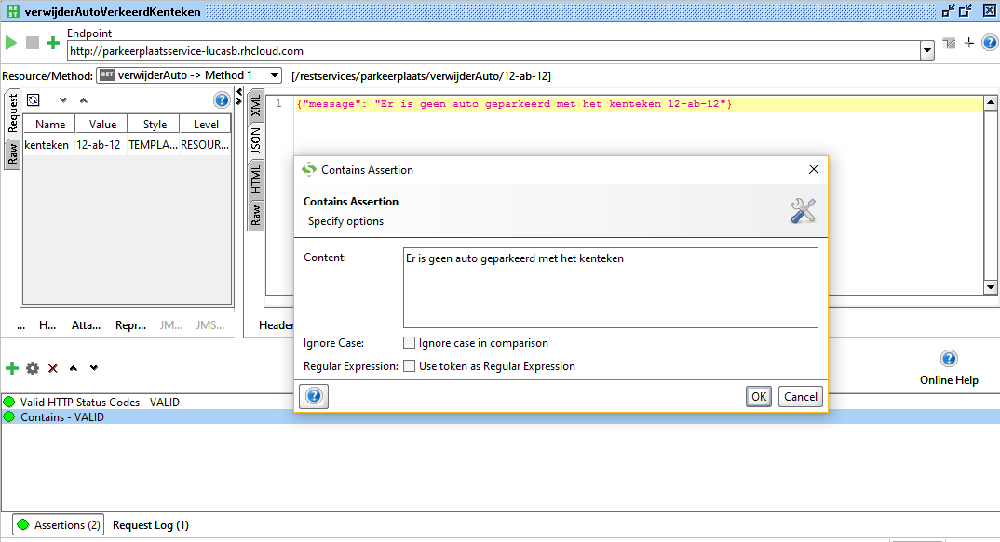 verwijderAutoVerkeerdKenteken
Endpoint
http://parkeerplaatsservice-lucasb.rhcloud.com
Resource/Method: GET verwijderAuto -> Method 1 [/restservices/parkeerplaats/verwijderAuto/12-ab-12]
Request
Raw
Name Value Style Level
kenteken 12-ab-12 TEMPLA... RESOUR...
... H... Atta... Repr... JM... JMS...
XML
JSON
HTML
Raw
1 {"message": "Er is geen auto geparkeerd met het kenteken 12-ab-12"}
Header
Contains Assertion
Contains Assertion
Specify options
Content: Er is geen auto geparkeerd met het kenteken
Ignore Case: Ignore case in comparison
Regular Expression: Use token as Regular Expression
OK Cancel
Online Help
Valid HTTP Status Codes - VALID
Contains - VALID
Assertions (2) Request Log (1)